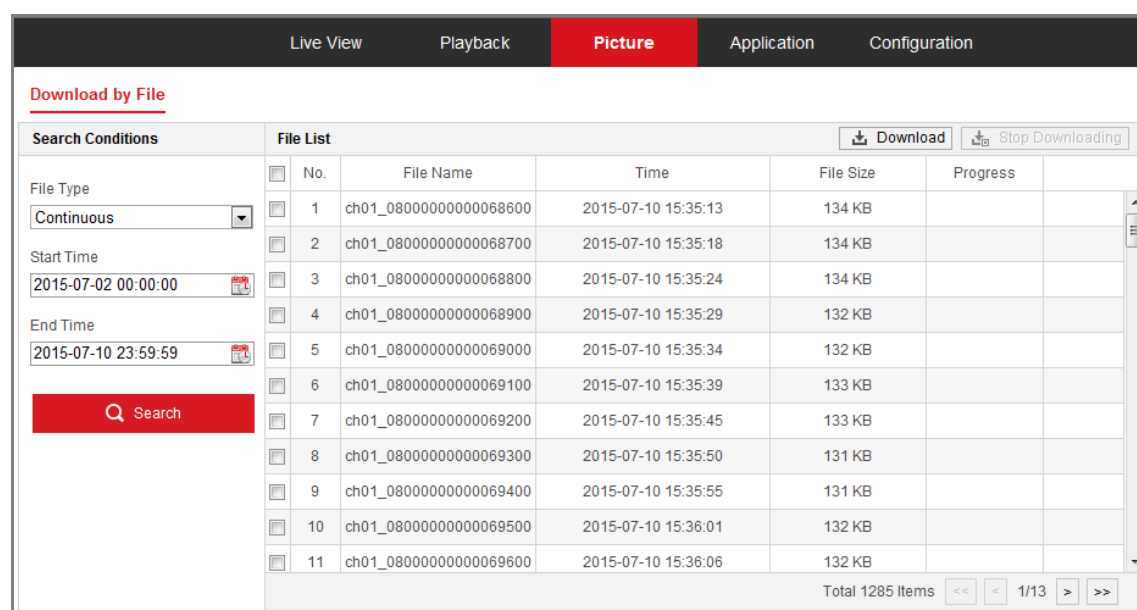 Live View Playback Picture Application Configuration
Download by File
Search Conditions
File Type
Continuous
Start Time
2015-07-02 00:00:00
End Time
2015-07-10 23:59:59
Search
File List Download Stop Downloading
No. File Name Time File Size Progress
1 ch01_08000000000068600 2015-07-10 15:35:13 134 KB
2 ch01_08000000000068700 2015-07-10 15:35:18 134 KB
3 ch01_08000000000068800 2015-07-10 15:35:24 134 KB
4 ch01_08000000000068900 2015-07-10 15:35:29 132 KB
5 ch01_08000000000069000 2015-07-10 15:35:34 132 KB
6 ch01_08000000000069100 2015-07-10 15:35:39 133 KB
7 ch01_08000000000069200 2015-07-10 15:35:45 133 KB
8 ch01_08000000000069300 2015-07-10 15:35:50 131 KB
9 ch01_08000000000069400 2015-07-10 15:35:55 131 KB
10 ch01_08000000000069500 2015-07-10 15:36:01 132 KB
11 ch01_08000000000069600 2015-07-10 15:36:06 132 KB
Total 1285 Items << < 1/13 > >>